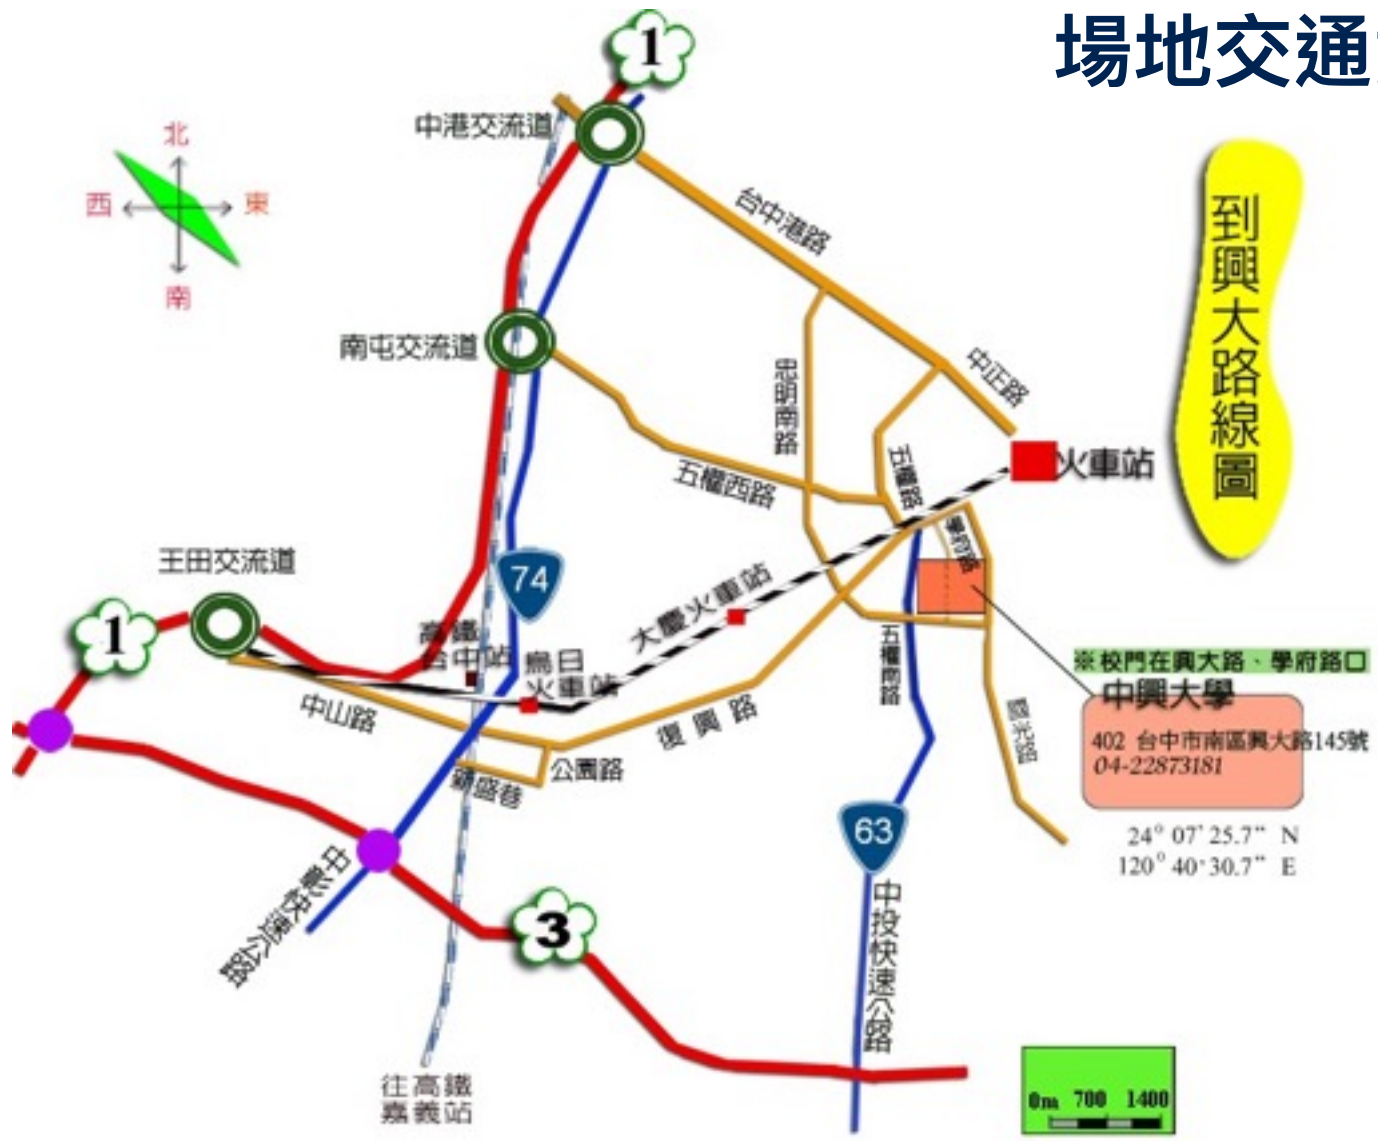 場地交通
1
中港交流道
北
西
東
南
台中港路
到興大路線圖
南屯交流道
忠明南路
中正路
火車站
五權西路
五權路
學府路
王田交流道
74
1
大慶火車站
高鐵
台中站
烏日
火車站
五權南路
※校門在興大路、學府路口
中興大學
402 台中市南區興大路145號
04-22873181
中山路
復興路
國光路
公園路
新盛巷
63
24° 07' 25.7" N
120° 40' 30.7" E
中彰快速公路
3
中投快速公路
往高鐵
嘉義站
0m 700 1400